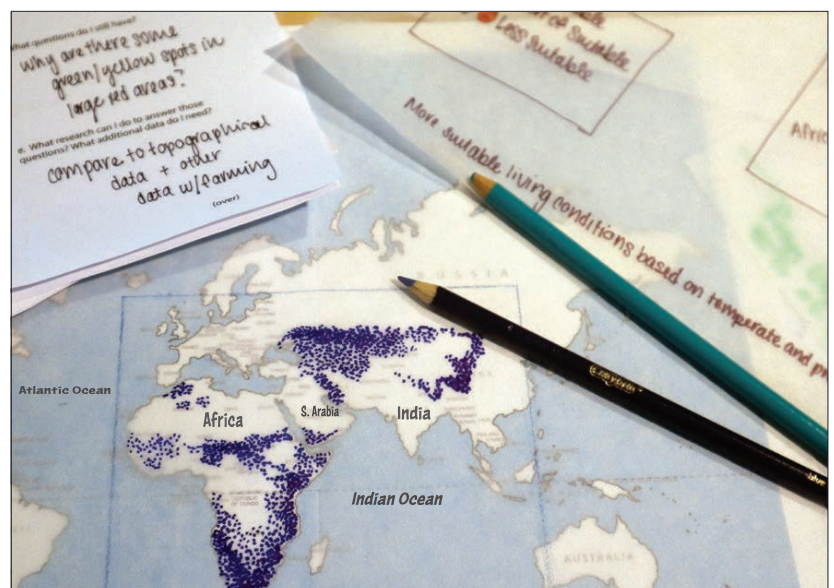 What questions do I still have?
why are there some
green/yellow spots in
large red areas?
e. What research can I do to answer those
questions? What additional data do I need?
compare to topographical
data + other
data w/farming
(over)
Less Suitable
More suitable living conditions based on temperate and
RUSSIA
Atlantic Ocean
Africa
S. Arabia
India
Indian Ocean
AUSTRALIA